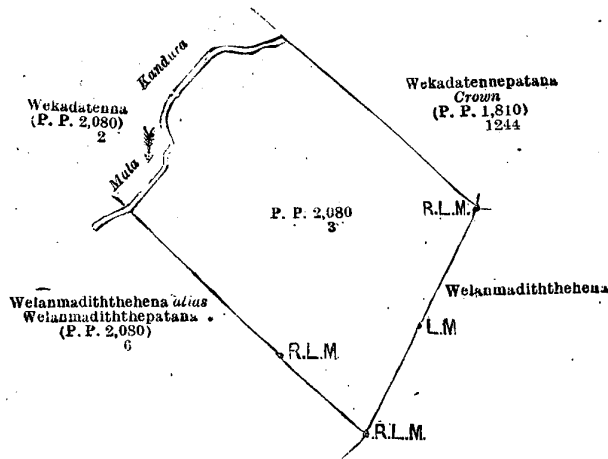 Kandura
Wekadatenna
(P. P. 2,080)
2
Mala
Wekadatennepatana
Crown
(P. P. 1,810)
1244
P. P. 2,080
3
R.L.M.
Welanmadiththehena
L.M
Welanmadiththehena alias
Welanmadiththepatana
(P. P. 2,080)
6
R.L.M.
R.L.M.